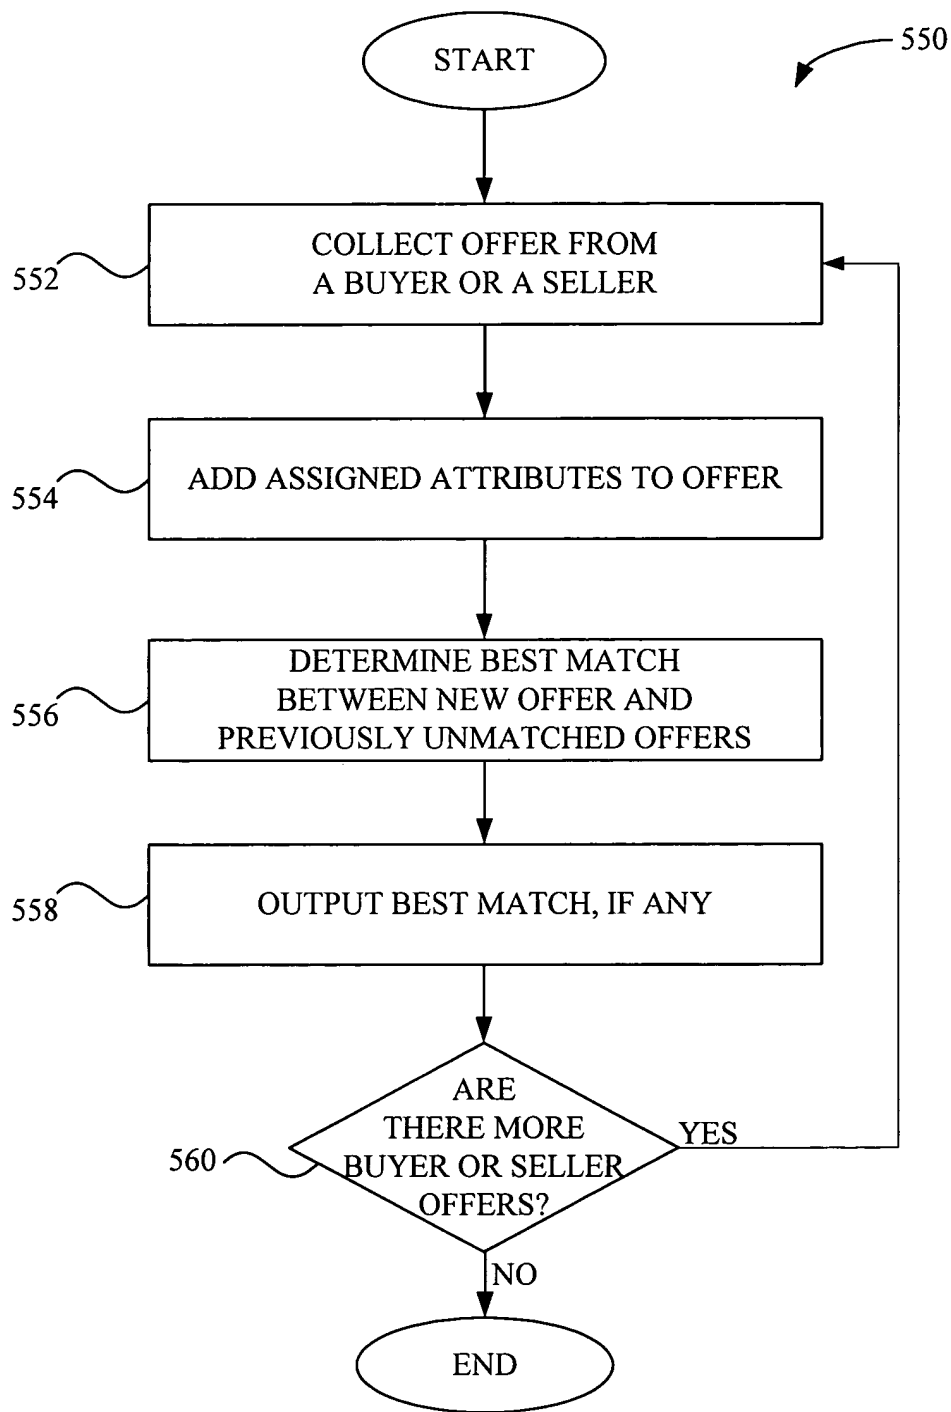 START
550
COLLECT OFFER FROM
A BUYER OR A SELLER
552
ADD ASSIGNED ATTRIBUTES TO OFFER
554
DETERMINE BEST MATCH
BETWEEN NEW OFFER AND
PREVIOUSLY UNMATCHED OFFERS
556
OUTPUT BEST MATCH, IF ANY
558
ARE
THERE MORE
BUYER OR SELLER
OFFERS?
YES
560
NO
END